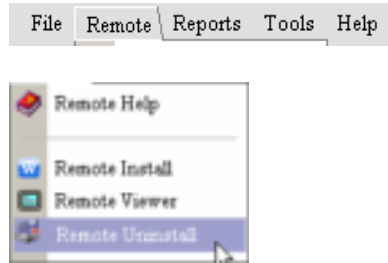 File Remote Reports Tools Help
Remote Help
Remote Install
Remote Viewer
Remote Uninstall